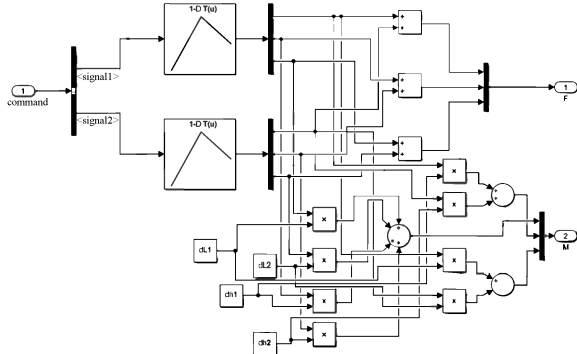 1-D T(u)
1
command
<signal1>
<signal2>
1-D T(u)
+
+
+
+
+
+
1
F
×
×
+
+
×
×
+
+
+
+
×
×
+
+
×
×
2
M
dL1
dL2
dh1
dh2